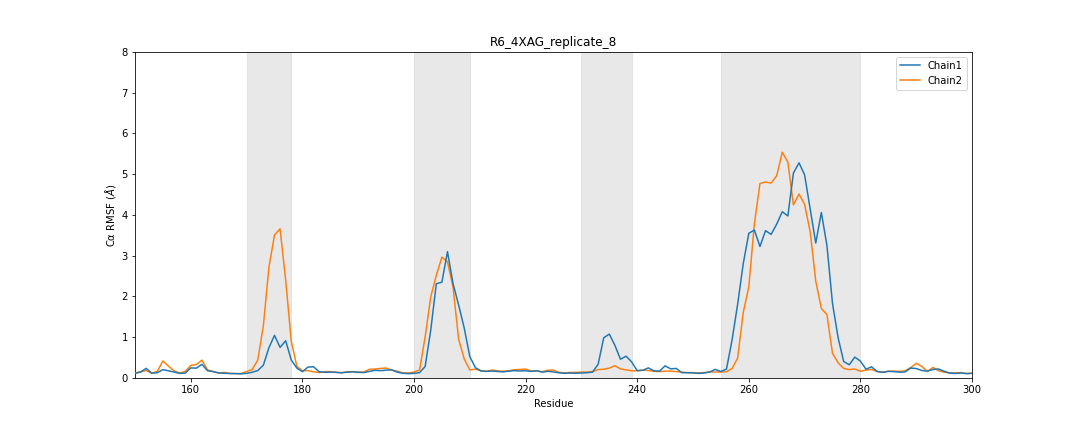 R6_4XAG_replicate_8
Cα RMSF (Å)
8
7
6
5
4
3
2
1
0
Chain1
Chain2
160 180 200 220 240 260 280 300
Residue